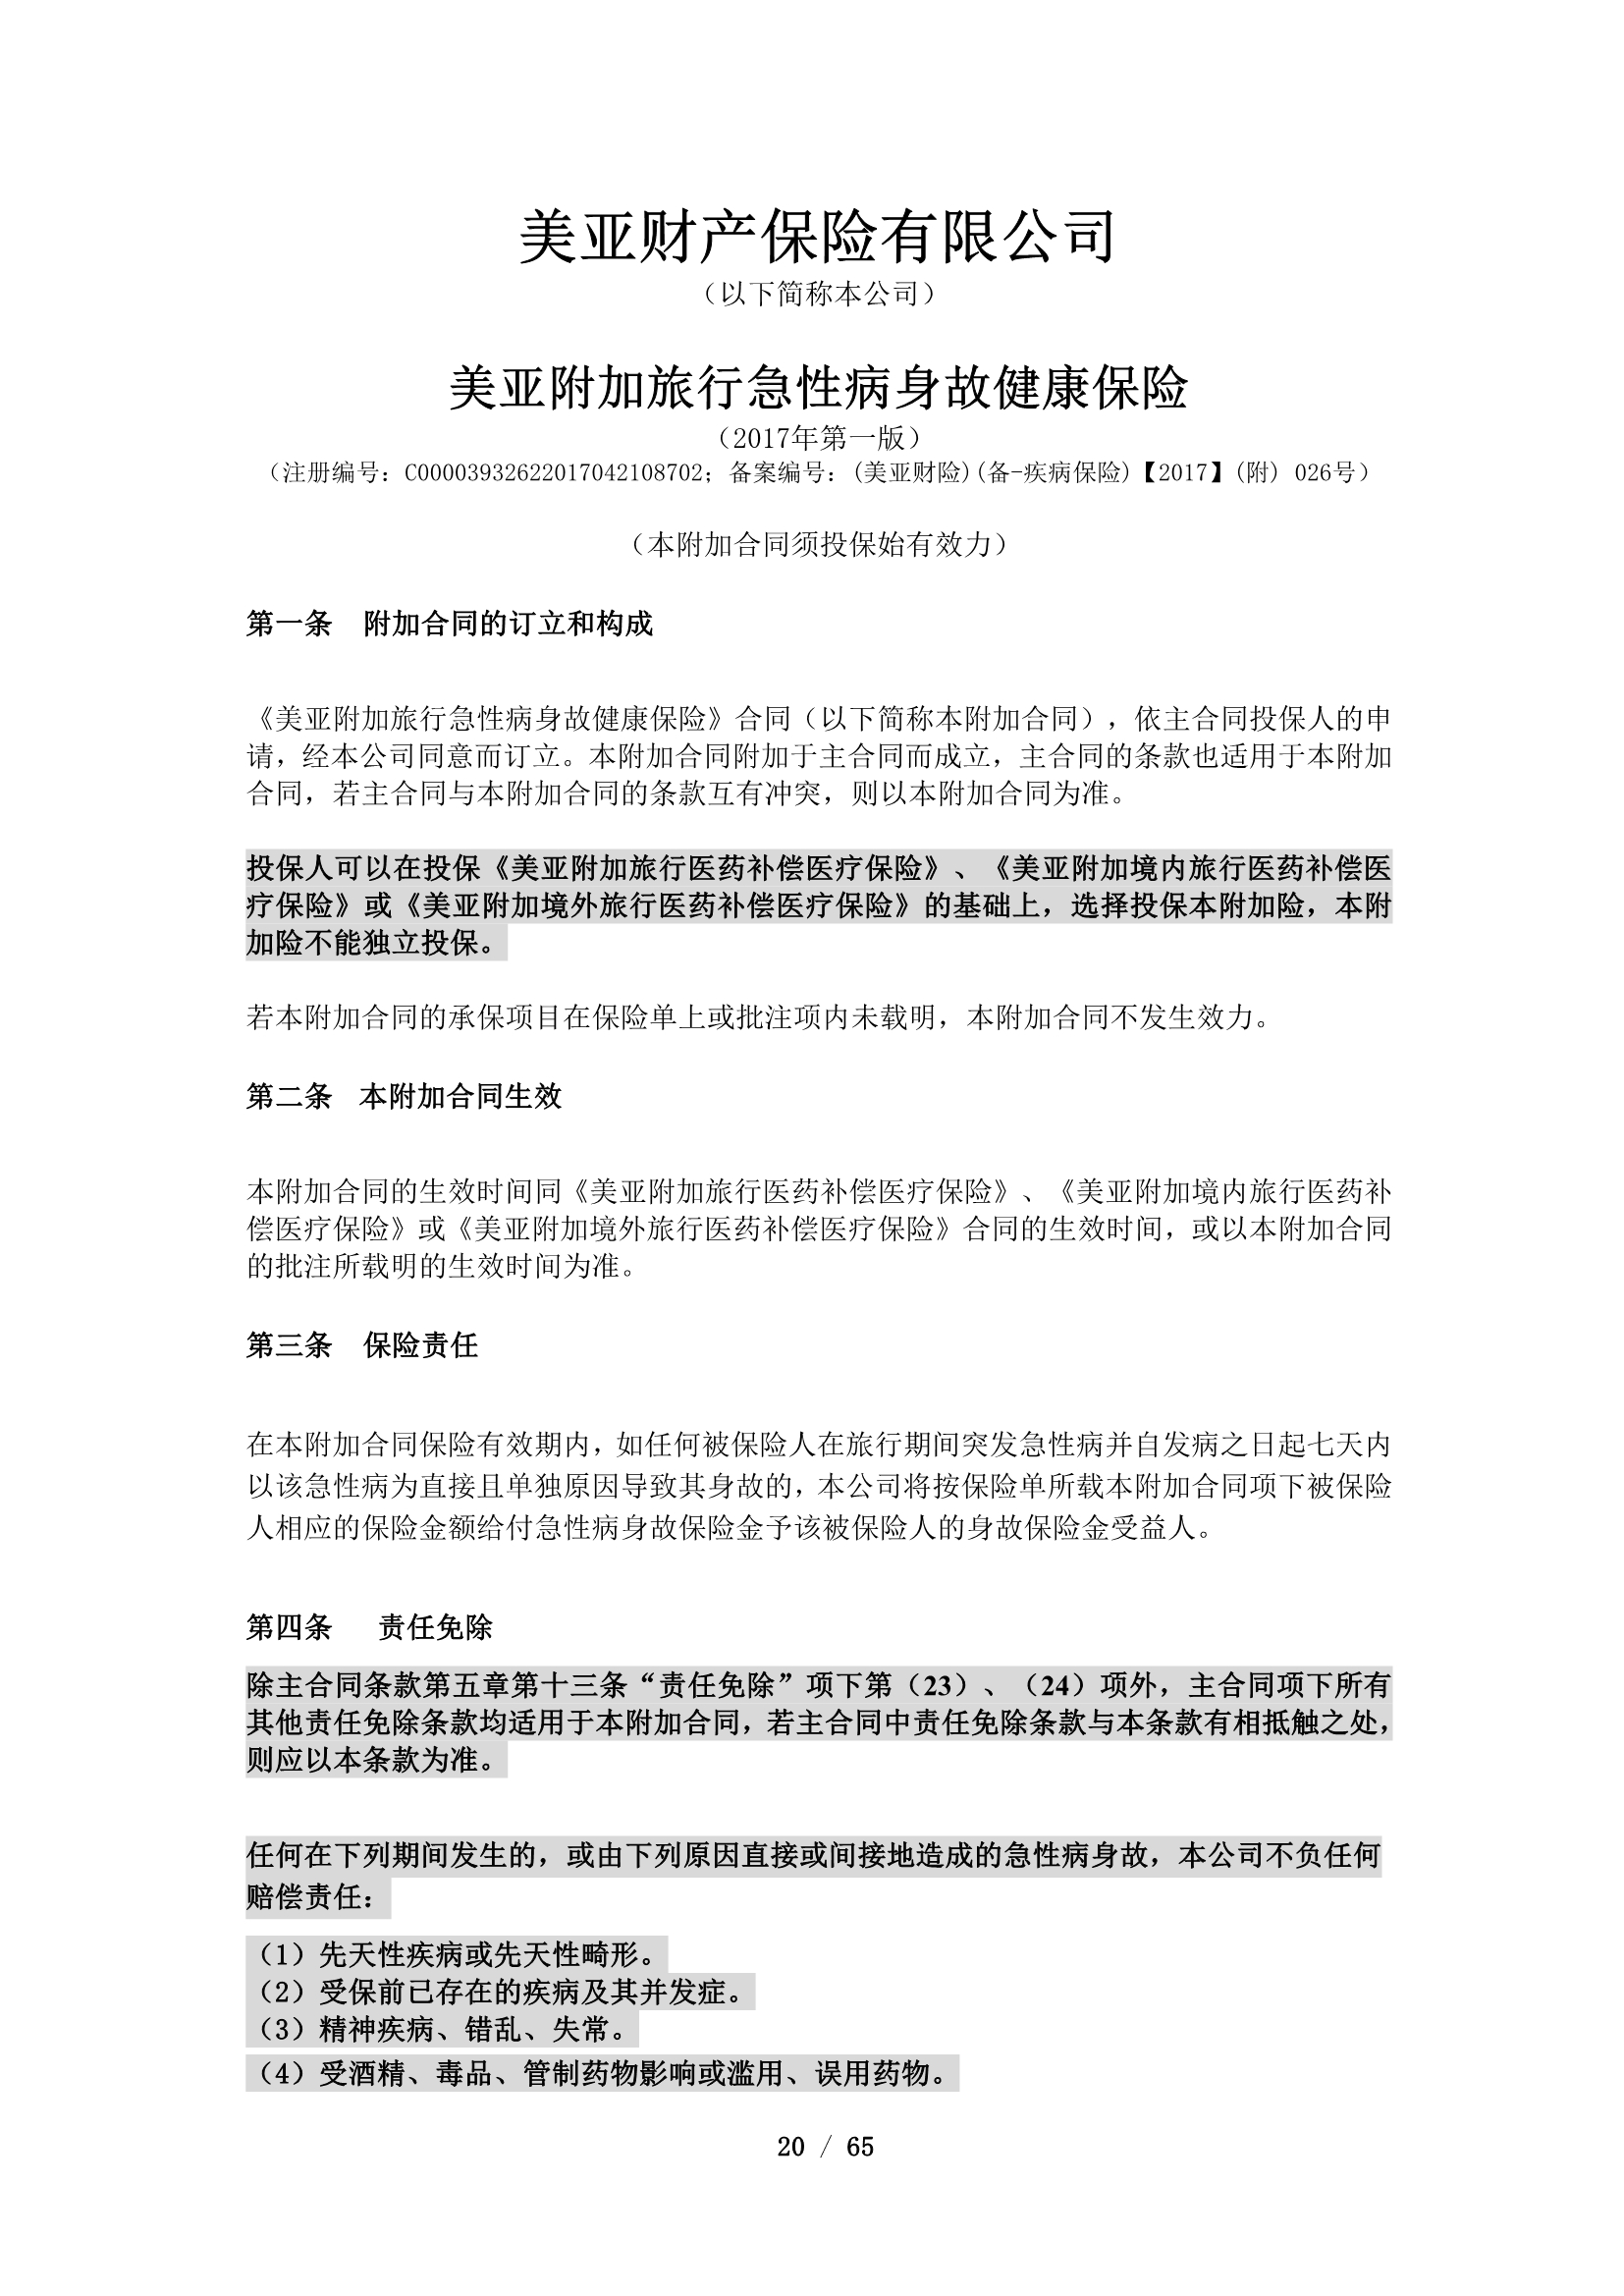 美亚财产保险有限公司
（以下简称本公司）
美亚附加旅行急性病身故健康保险
（2017年第一版）
（注册编号：C00003932622017042108702；备案编号：(美亚财险)(备-疾病保险)【2017】(附) 026号）
（本附加合同须投保始有效力）
第一条 附加合同的订立和构成
《美亚附加旅行急性病身故健康保险》合同（以下简称本附加合同），依主合同投保人的申
请，经本公司同意而订立。本附加合同附加于主合同而成立，主合同的条款也适用于本附加
合同，若主合同与本附加合同的条款互有冲突，则以本附加合同为准。
投保人可以在投保《美亚附加旅行医药补偿医疗保险》、《美亚附加境内旅行医药补偿医
疗保险》或《美亚附加境外旅行医药补偿医疗保险》的基础上，选择投保本附加险，本附
加险不能独立投保。
若本附加合同的承保项目在保险单上或批注项内未载明，本附加合同不发生效力。
第二条 本附加合同生效
本附加合同的生效时间同《美亚附加旅行医药补偿医疗保险》、《美亚附加境内旅行医药补
偿医疗保险》或《美亚附加境外旅行医药补偿医疗保险》合同的生效时间，或以本附加合同
的批注所载明的生效时间为准。
第三条 保险责任
在本附加合同保险有效期内，如任何被保险人在旅行期间突发急性病并自发病之日起七天内
以该急性病为直接且单独原因导致其身故的，本公司将按保险单所载本附加合同项下被保险
人相应的保险金额给付急性病身故保险金予该被保险人的身故保险金受益人。
第四条 责任免除
除主合同条款第五章第十三条“责任免除”项下第（23）、（24）项外，主合同项下所有
其他责任免除条款均适用于本附加合同，若主合同中责任免除条款与本条款有相抵触之处，
则应以本条款为准。
任何在下列期间发生的，或由下列原因直接或间接地造成的急性病身故，本公司不负任何
赔偿责任：
（1）先天性疾病或先天性畸形。
（2）受保前已存在的疾病及其并发症。
（3）精神疾病、错乱、失常。
（4）受酒精、毒品、管制药物影响或滥用、误用药物。
20 / 65